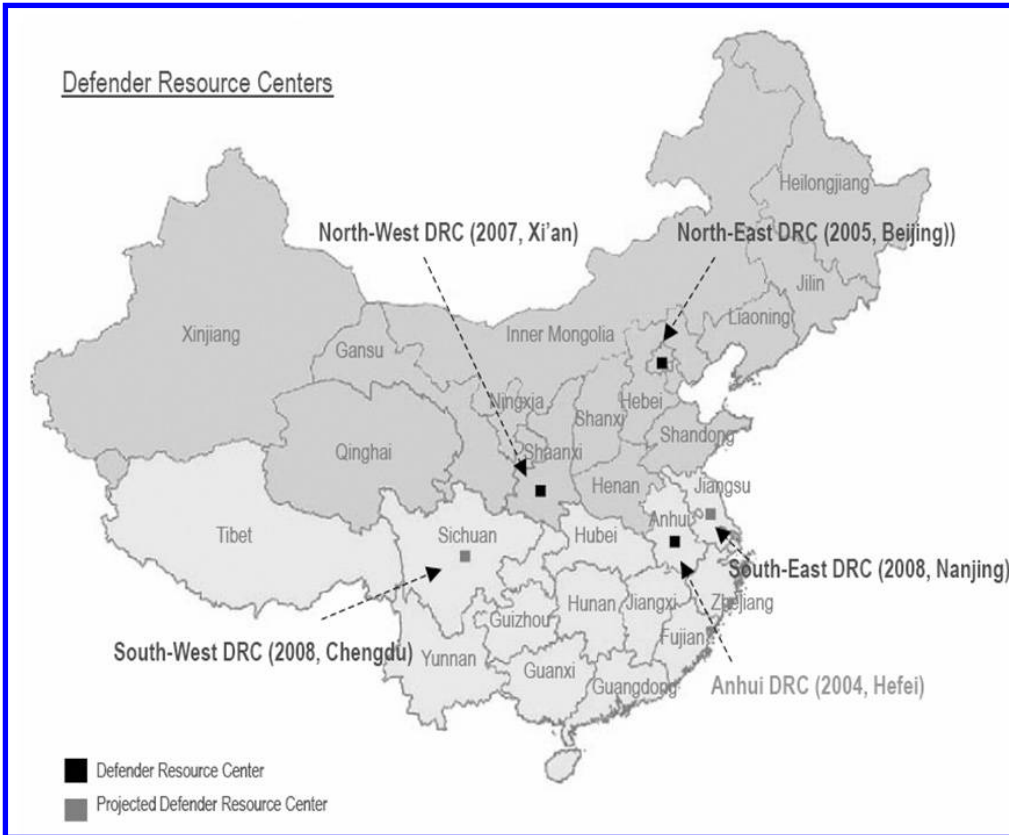 Defender Resource Centers
Heilongjiang
North-West DRC (2007, Xi'an)
North-East DRC (2005, Beijing))
Jilin
Liaoning
Xinjiang
Inner Mongolia
Gansu
Ningxja
Hebei
Shanxi
Shandong
Qinghai
Shaanxi
Henan
Jiangsu
Anhui
Tibet
Sichuan
Hubei
South-East DRC (2008, Nanjing)
Hunan
Jiangxi
Zhejiang
Guizhou
Fujian
South-West DRC (2008, Chengdu)
Yunnan
Guanxi
Guangdong
Anhui DRC (2004, Hefei)
Defender Resource Center
Projected Defender Resource Center